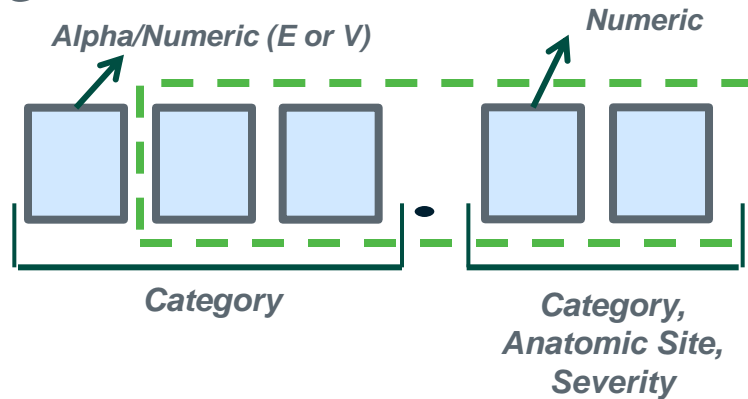 Alpha/Numeric (E or V)
Numeric
Category
Category,
Anatomic Site,
Severity